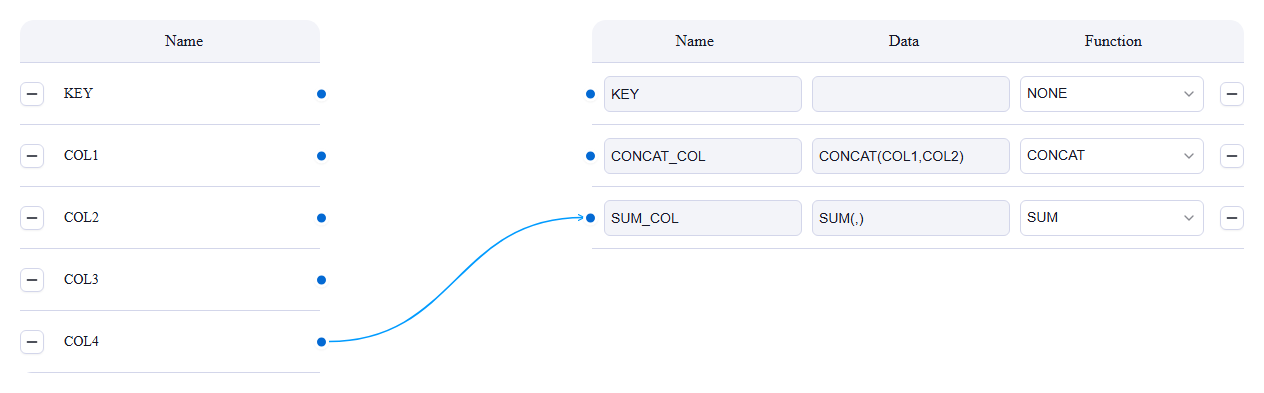 Name
KEY
COL1
COL2
COL3
COL4
Name Data Function
KEY NONE
CONCAT_COL CONCAT(COL1,COL2) CONCAT
SUM_COL SUM(,) SUM